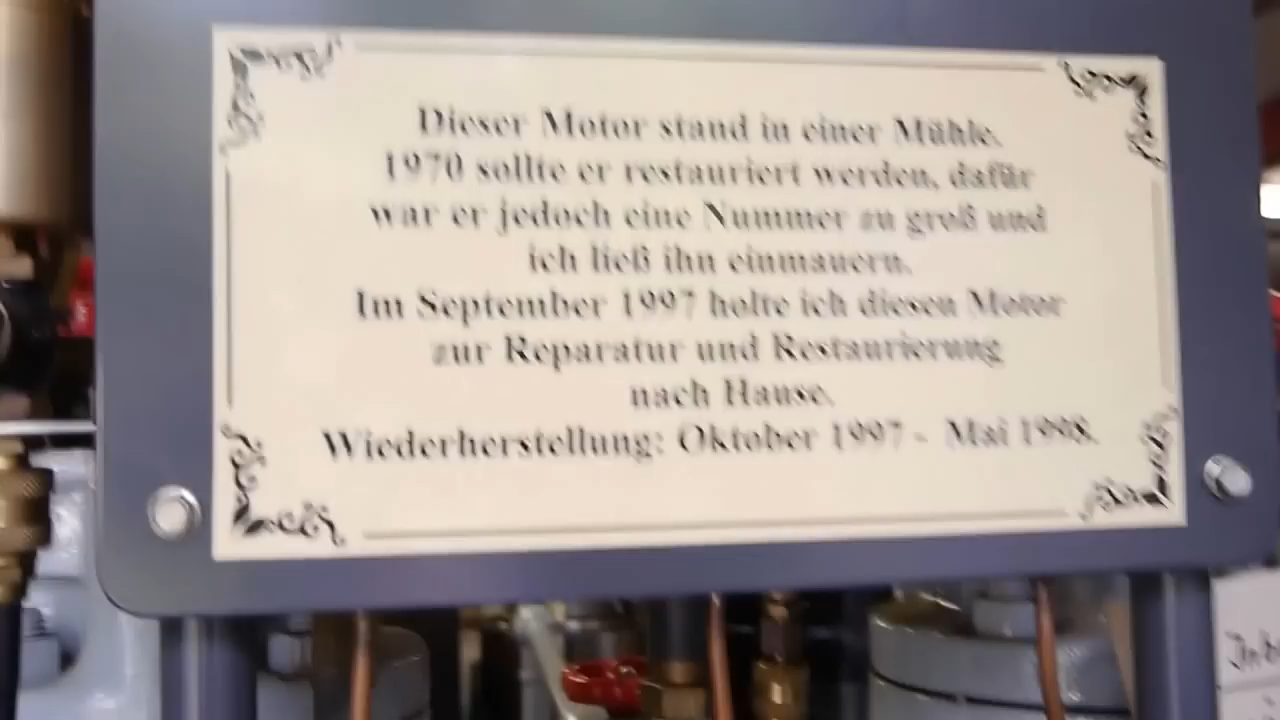 Dieser Motor stand in einer Mühle.
1970 sollte er restauriert werden, dafür
war er jedoch eine Nummer zu groß und
ich ließ ihn einmauern.
Im September 1997 holte ich diesen Motor
zur Reparatur und Restaurierung
nach Hause.
Wiederherstellung: Oktober 1997 - Mai 1998.